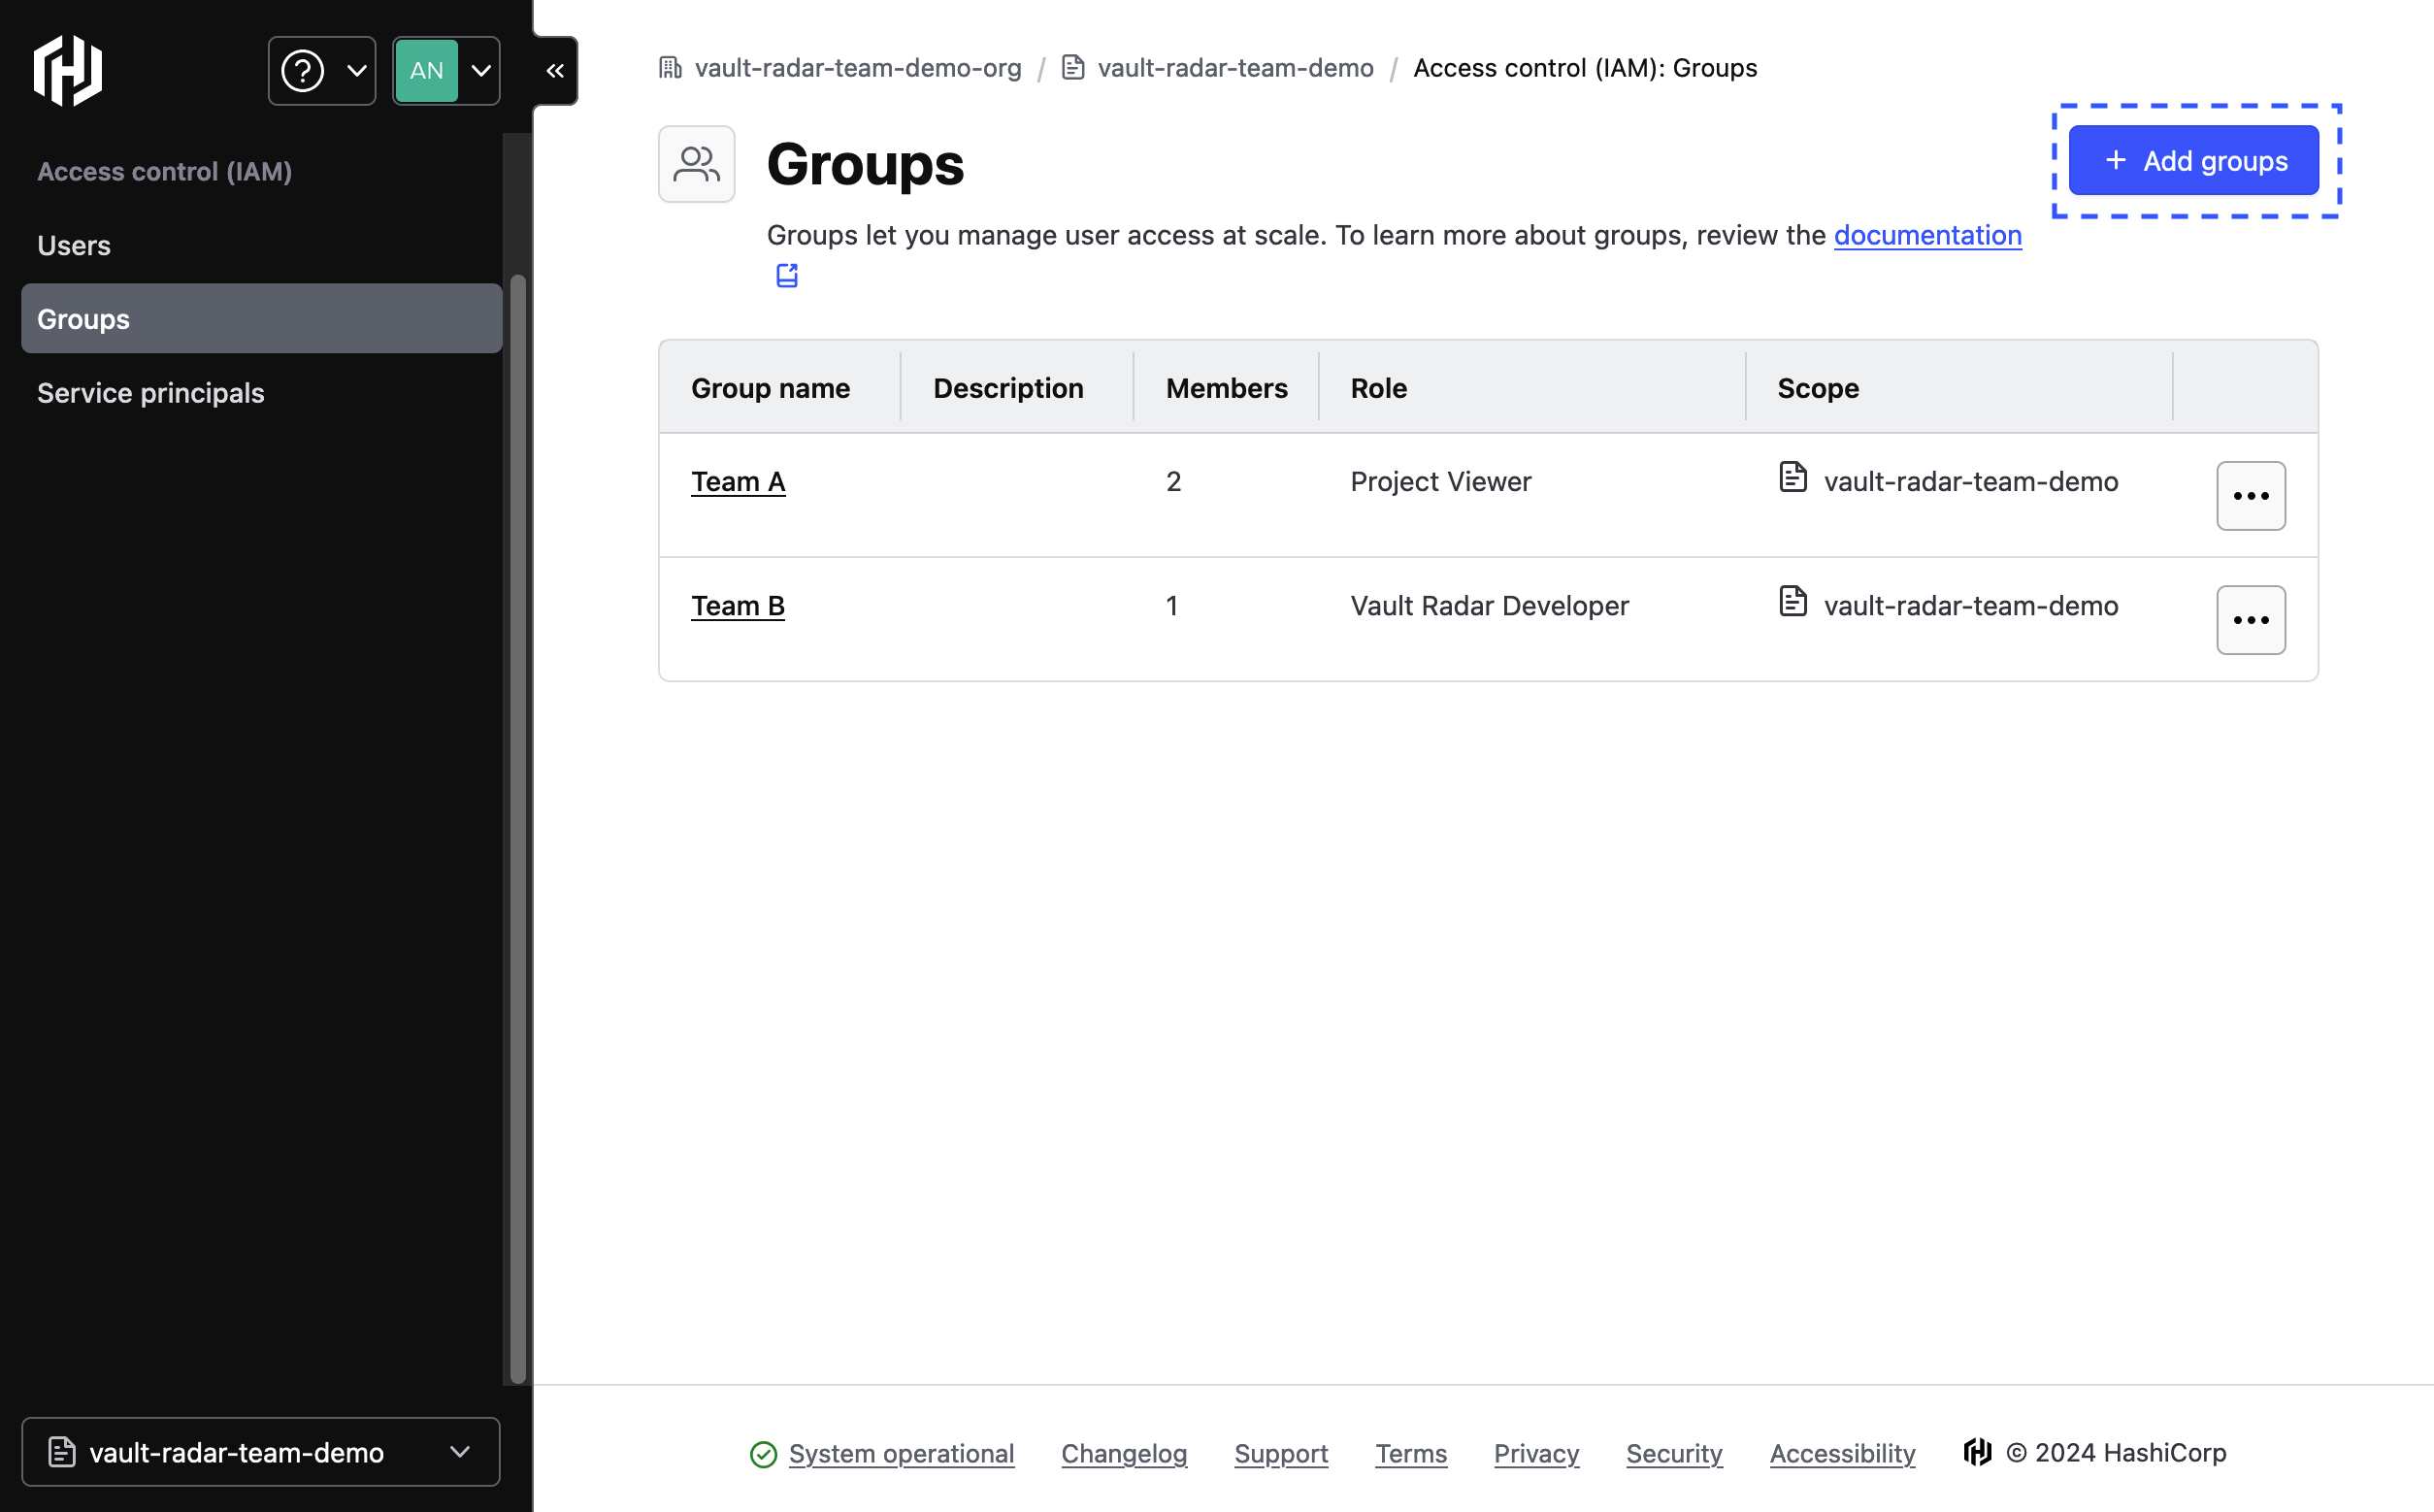 AN
Access control (IAM)
Users
Groups
Service principals
vault-radar-team-demo
vault-radar-team-demo-org / vault-radar-team-demo / Access control (IAM): Groups
Groups
+ Add groups
Groups let you manage user access at scale. To learn more about groups, review the documentation
Group name Description Members Role Scope
Team A 2 Project Viewer vault-radar-team-demo
Team B 1 Vault Radar Developer vault-radar-team-demo
System operational Changelog Support Terms Privacy Security Accessibility © 2024 HashiCorp